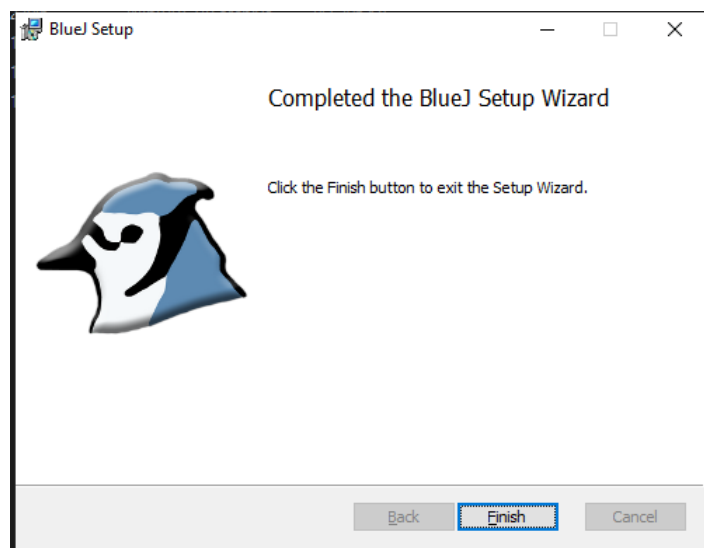 BlueJ Setup
Completed the BlueJ Setup Wizard
Click the Finish button to exit the Setup Wizard.
Back
Finish
Cancel